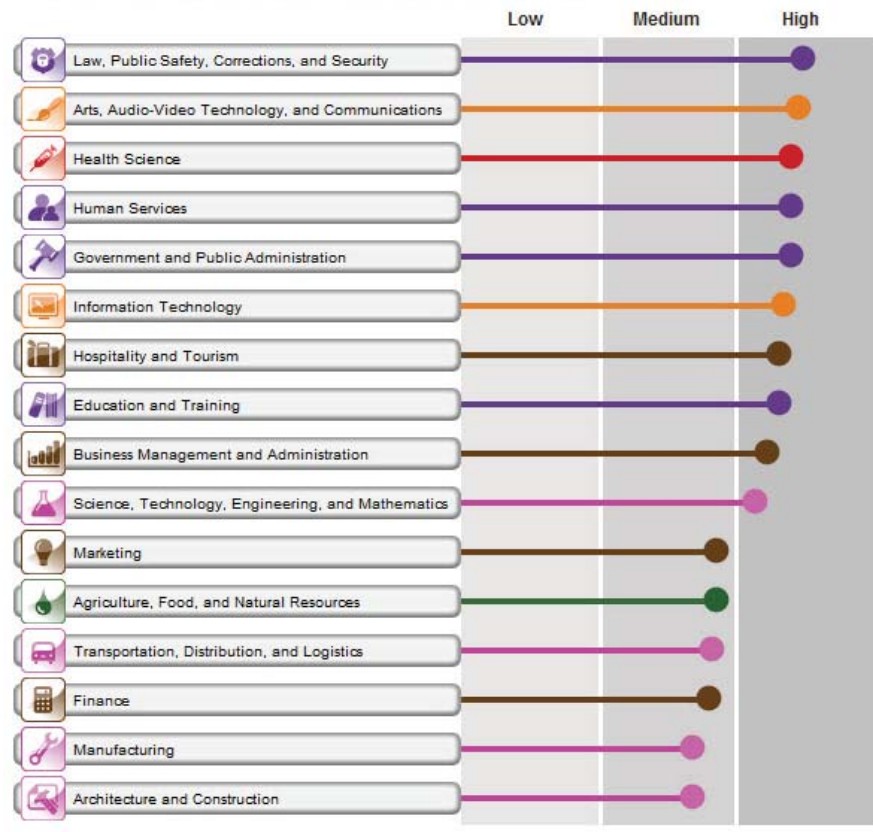 Low Medium High
Law, Public Safety, Corrections, and Security
Arts, Audio-Video Technology, and Communications
Health Science
Human Services
Government and Public Administration
Information Technology
Hospitality and Tourism
Education and Training
Business Management and Administration
Science, Technology, Engineering, and Mathematics
Marketing
Agriculture, Food, and Natural Resources
Transportation, Distribution, and Logistics
Finance
Manufacturing
Architecture and Construction